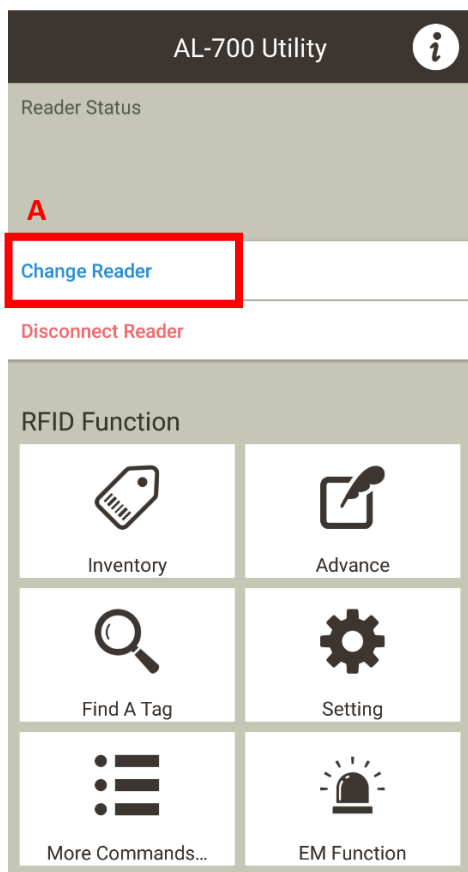 AL-700 Utility
i
Reader Status
A
Change Reader
Disconnect Reader
RFID Function
Inventory
Advance
Find A Tag
Setting
More Commands...
EM Function